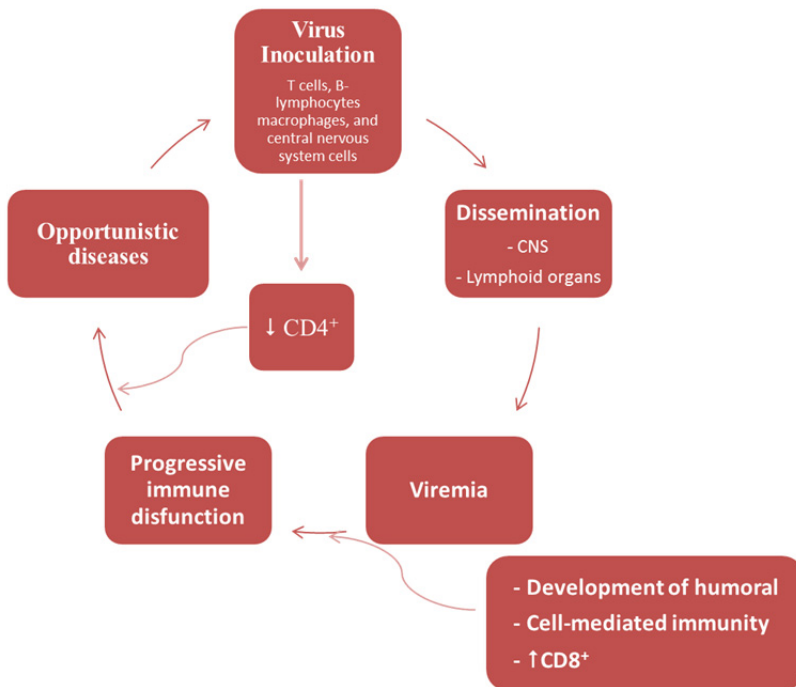 Virus
Inoculation
T cells, B-
lymphocytes
macrophages, and
central nervous
system cells
Dissemination
- CNS
- Lymphoid organs
Viremia
- Development of humoral
- Cell-mediated immunity
- ↑CD8⁺
Progressive
immune
disfunction
Opportunistic
diseases
↓ CD4⁺